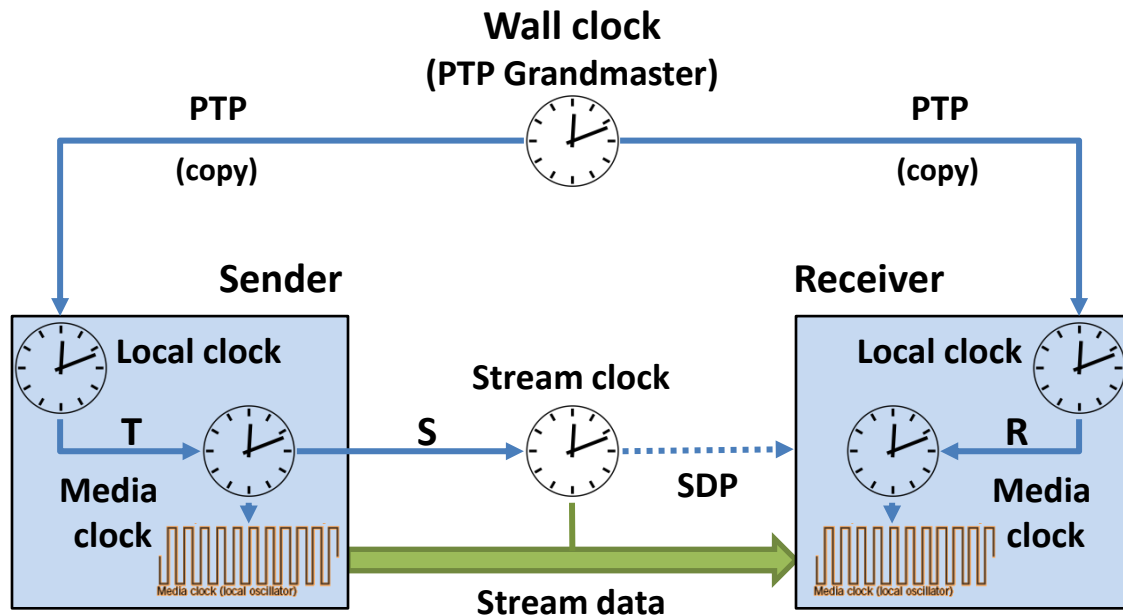 Wall clock
(PTP Grandmaster)
PTP
(copy)
PTP
(copy)
Sender
Receiver
Local clock
T
Media
clock
Media clock (local oscillator)
S
Stream clock
SDP
Stream data
Local clock
R
Media
clock
Media clock (local oscillator)